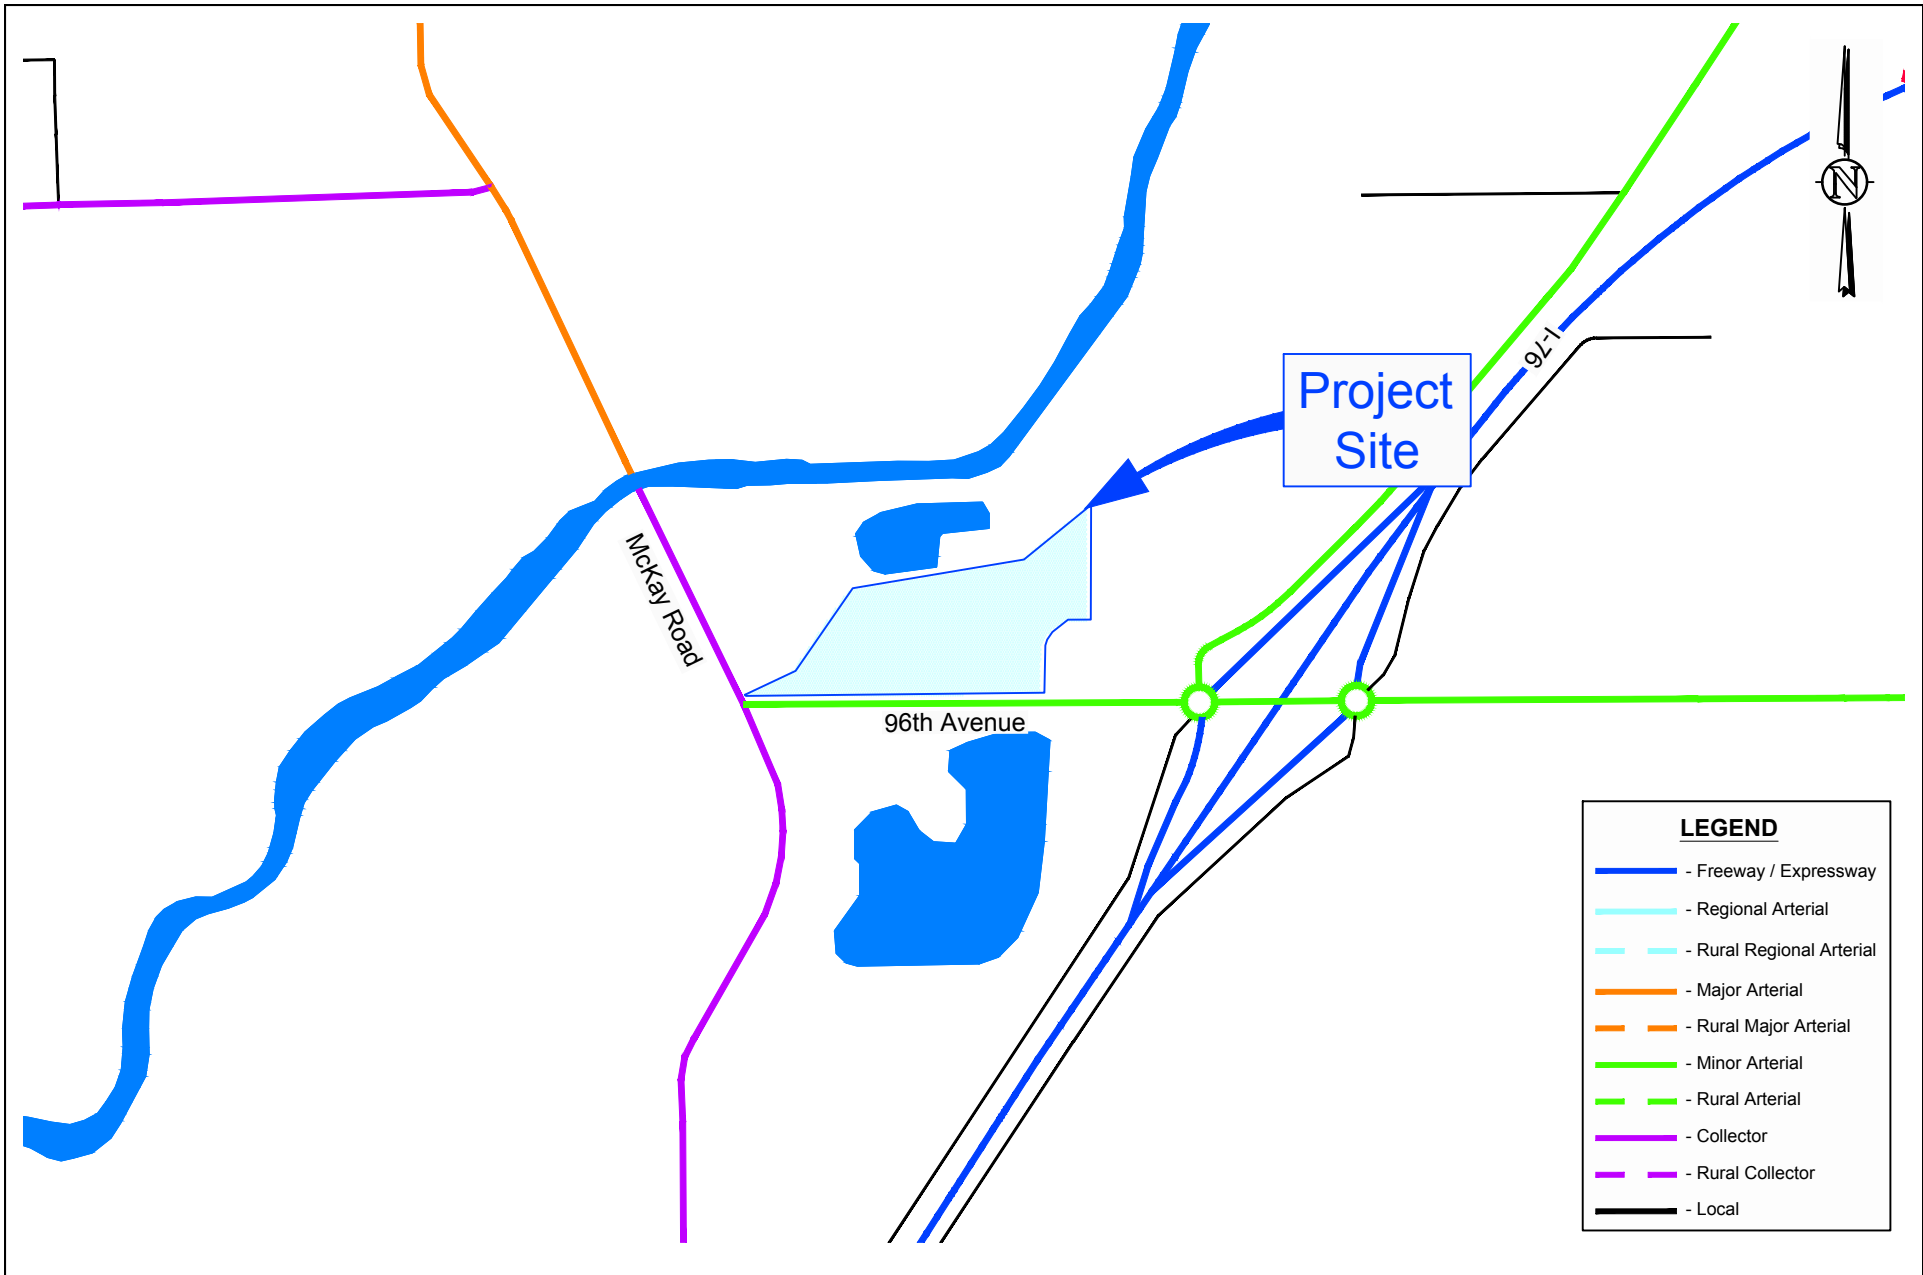 N
I-76
Project
Site
McKay Road
96th Avenue
LEGEND
- Freeway / Expressway
- Regional Arterial
- Rural Regional Arterial
- Major Arterial
- Rural Major Arterial
- Minor Arterial
- Rural Arterial
- Collector
- Rural Collector
- Local